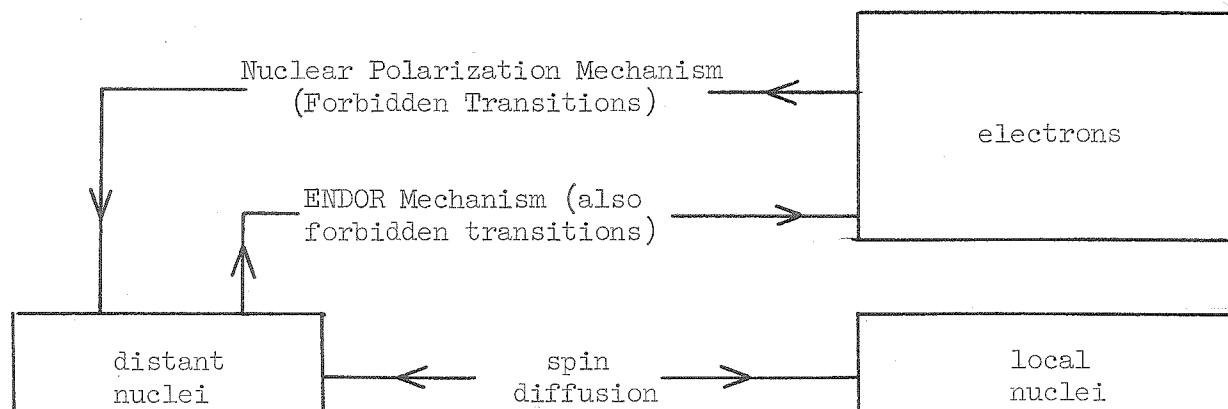 Nuclear Polarization Mechanism
(Forbidden Transitions)
electrons
ENDOR Mechanism (also
forbidden transitions)
distant
nuclei
spin
diffusion
local
nuclei